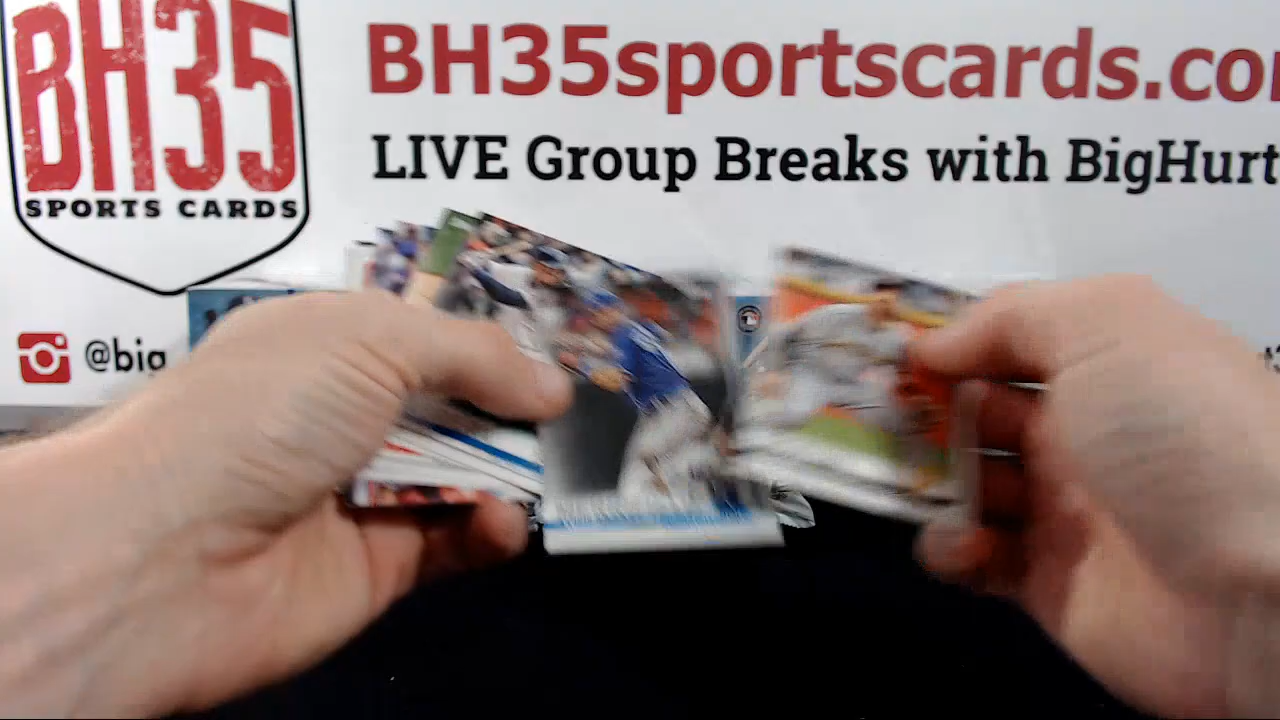 BH35
SPORTS CARDS
BH35sportscards.co
LIVE Group Breaks with BigHurt
@big